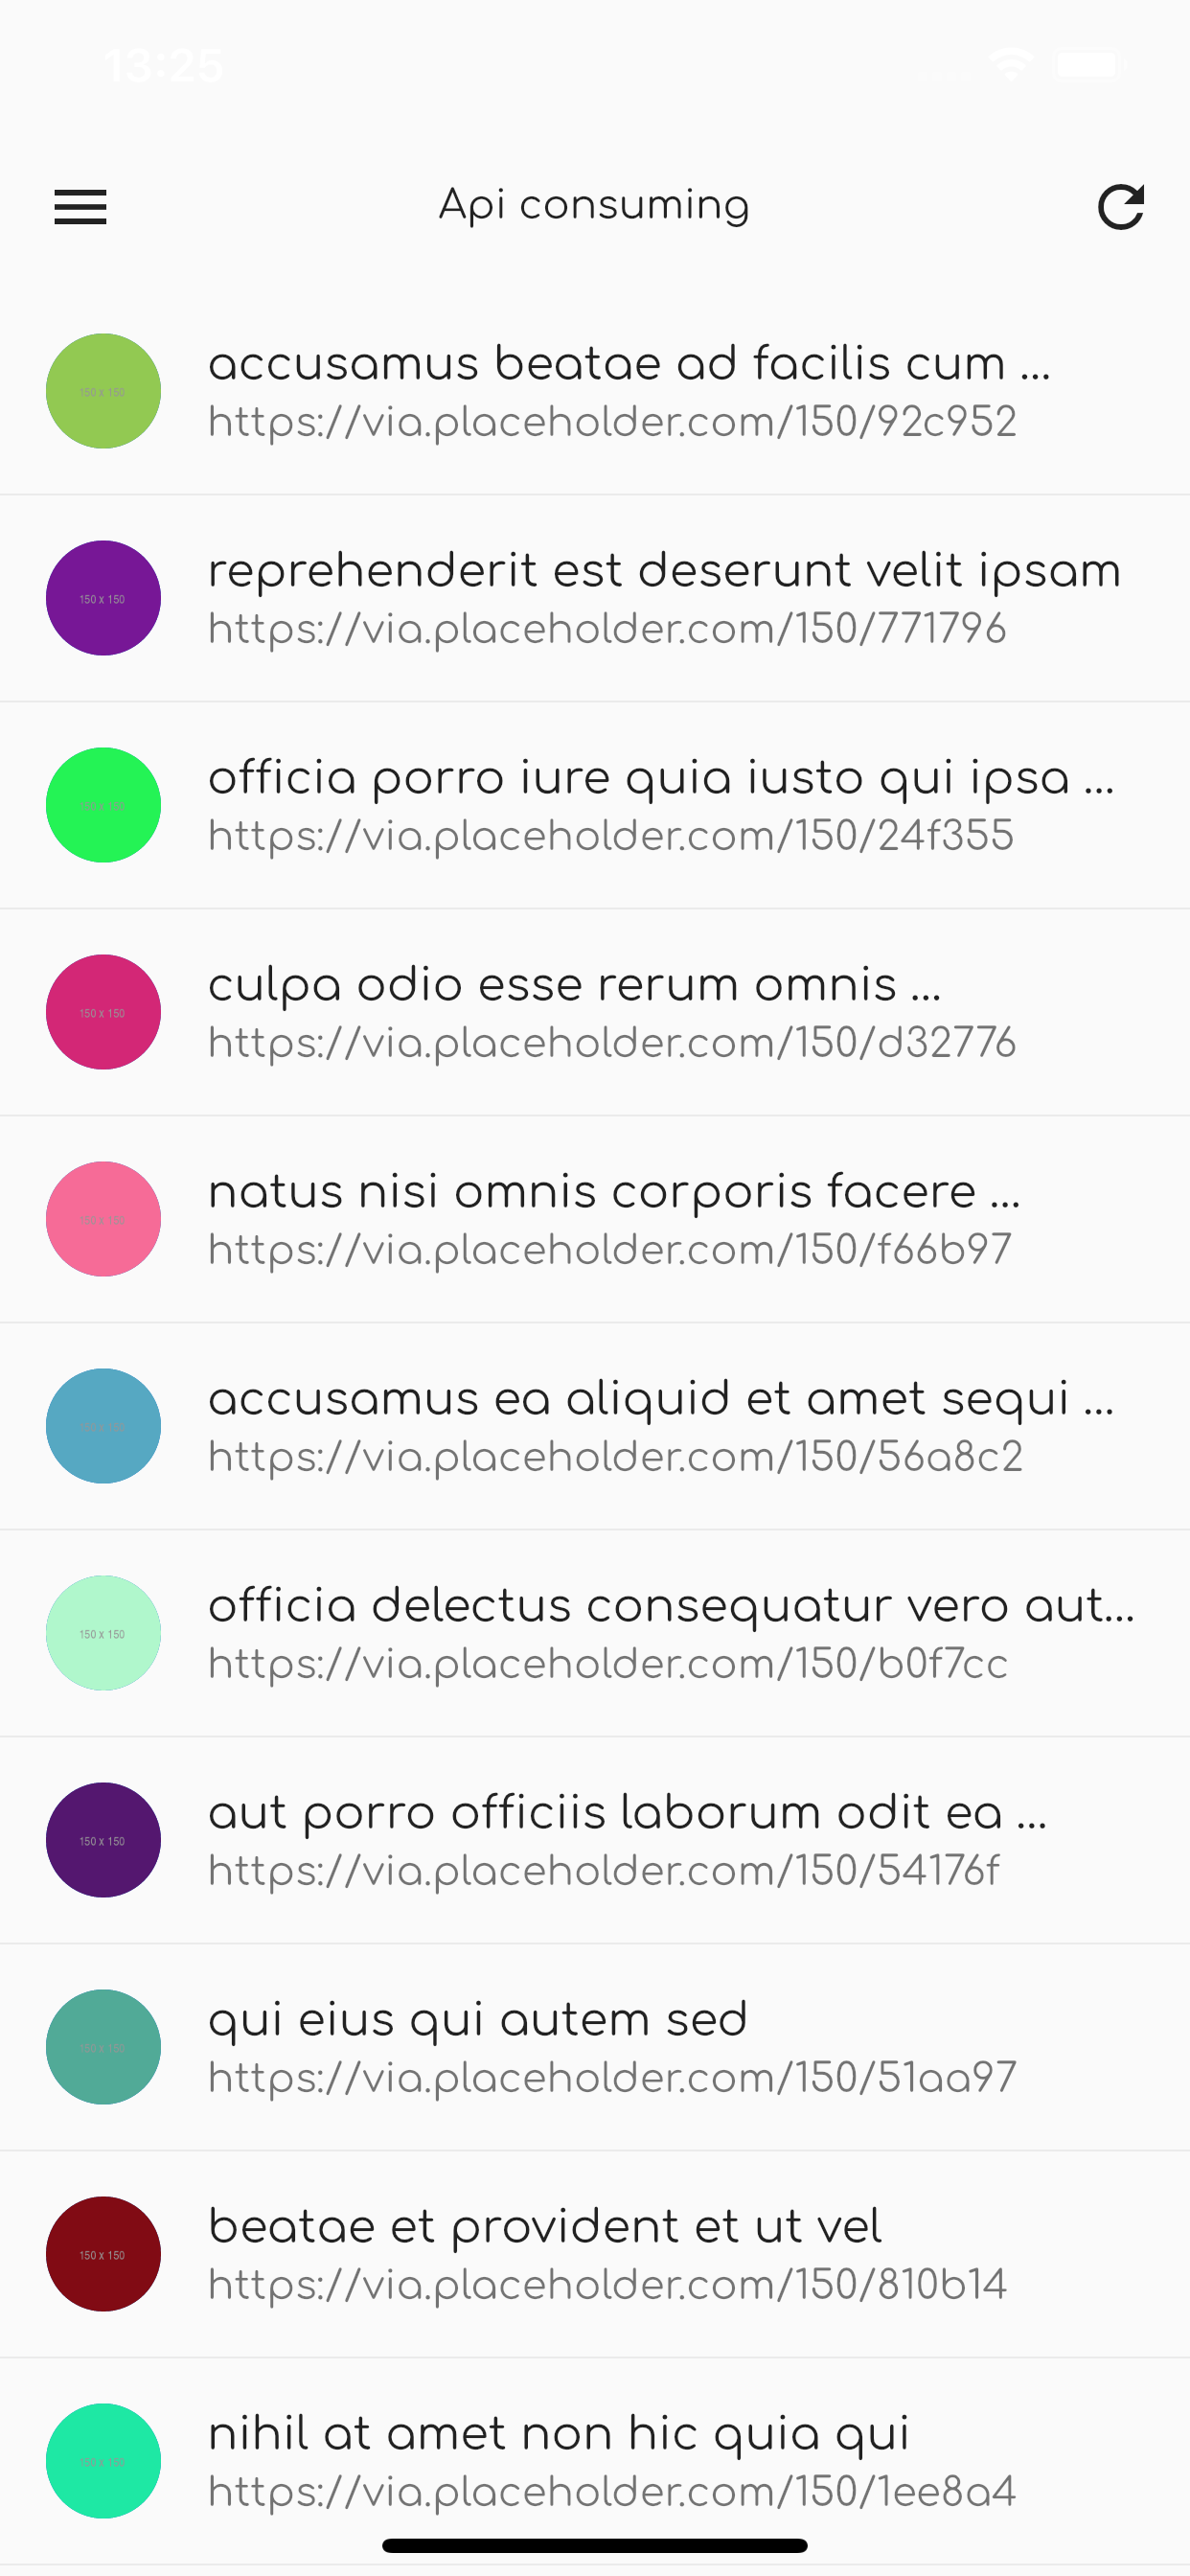 13:25
Api consuming
150 x 150
accusamus beatae ad facilis cum ...
https://via.placeholder.com/150/92c952
150 x 150
reprehenderit est deserunt velit ipsam
https://via.placeholder.com/150/771796
150 x 150
officia porro iure quia iusto qui ipsa ...
https://via.placeholder.com/150/24f355
150 x 150
culpa odio esse rerum omnis ...
https://via.placeholder.com/150/d32776
150 x 150
natus nisi omnis corporis facere ...
https://via.placeholder.com/150/f66b97
150 x 150
accusamus ea aliquid et amet sequi ...
https://via.placeholder.com/150/56a8c2
150 x 150
officia delectus consequatur vero aut...
https://via.placeholder.com/150/b0f7cc
150 x 150
aut porro officiis laborum odit ea ...
https://via.placeholder.com/150/54176f
150 x 150
qui eius qui autem sed
https://via.placeholder.com/150/51aa97
150 x 150
beatae et provident et ut vel
https://via.placeholder.com/150/810b14
150 x 150
nihil at amet non hic quia qui
https://via.placeholder.com/150/1ee8a4